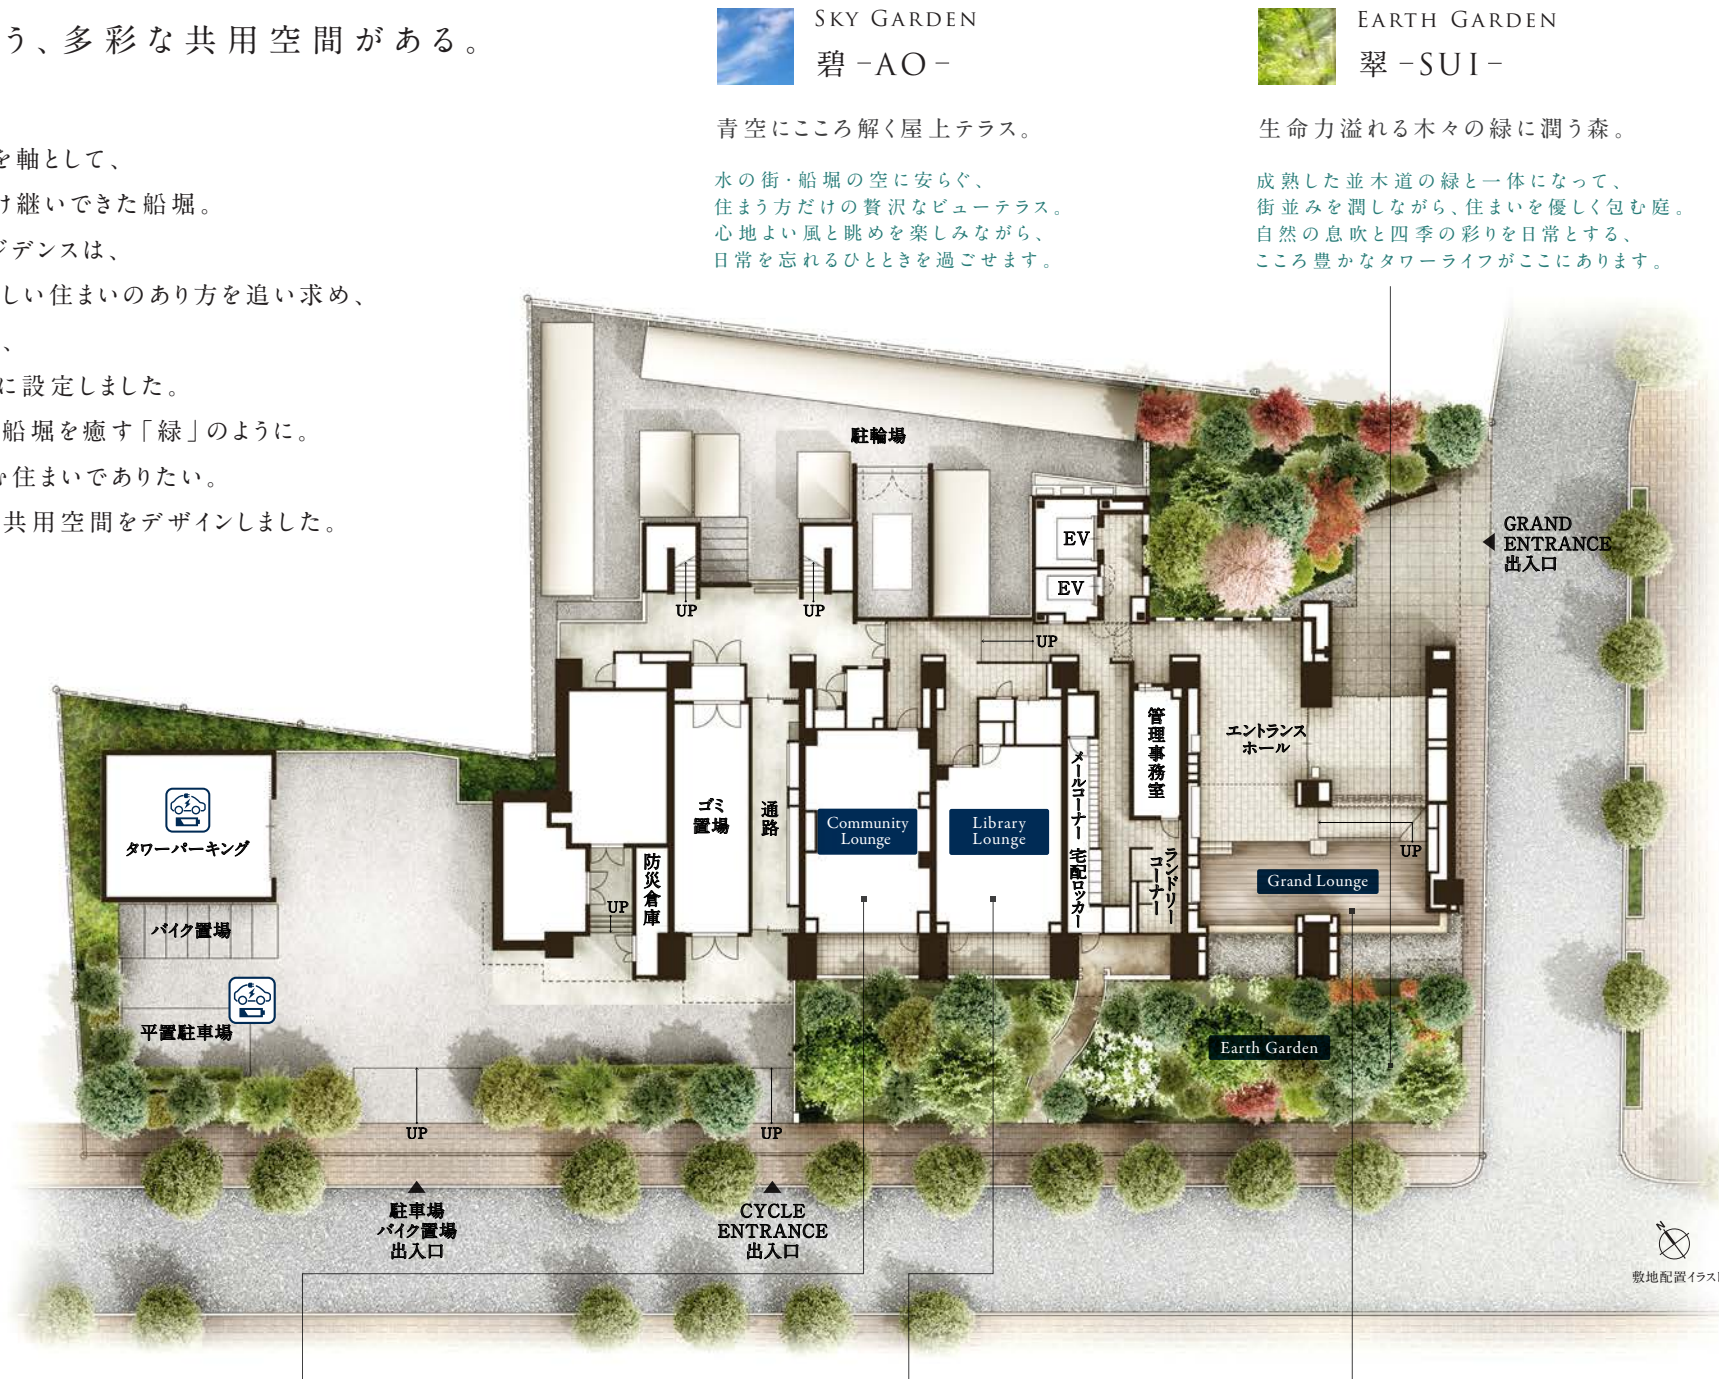 う、多彩な共用空間がある。
を軸として、
け継いできた船堀。
ジデンスは、
しい住まいのあり方を追い求め、
、
に設定しました。
船堀を癒す「緑」のように。
住まいでありたい。
共用空間をデザインしました。
SKY GARDEN
碧 -AO-
青空にこころ解く屋上テラス。
水の街・船堀の空に安らぐ、
住まう方だけの贅沢なビューテラス。
心地よい風と眺めを楽しみながら、
日常を忘れるひとときを過ごせます。
EARTH GARDEN
翠 -SUI-
生命力溢れる木々の緑に潤う森。
成熟した並木道の緑と一体になって、
街並みを潤しながら、住まいを優しく包む庭。
自然の息吹と四季の彩りを日常とする、
こころ豊かなタワーライフがここにあります。
駐輪場
EV
EV
GRAND
ENTRANCE
出入口
UP
UP
UP
管理事務室
エントランス
ホール
メールコーナー
宅配ロッカー
ゴミ
置場
通路
Community
Lounge
Library
Lounge
タワーパーキング
UP
防災倉庫
ランドリー
コーナー
Grand Lounge
UP
バイク置場
平置駐車場
Earth Garden
UP
UP
駐車場
バイク置場
出入口
CYCLE
ENTRANCE
出入口
N
敷地配置イラス